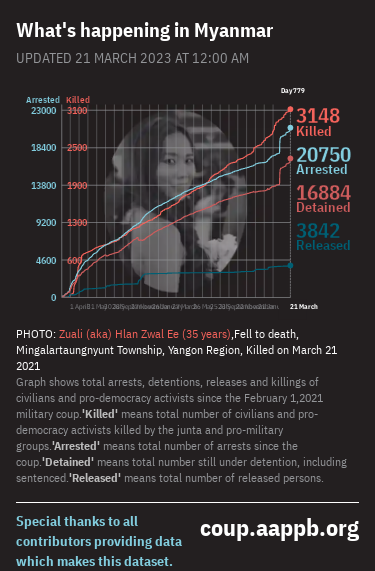 What's happening in Myanmar
UPDATED 21 MARCH 2023 AT 12:00 AM
Day779
Arrested Killed
23000 3100
18400 2500
13800 1900
9200 1300
4600 600
0
3148
Killed
20750
Arrested
16884
Detained
3842
Released
21 March
PHOTO: Zuali (aka) Hlan Zwal Ee (35 years),Fell to death,
Mingalartaungnyunt Township, Yangon Region, Killed on March 21
2021
Graph shows total arrests, detentions, releases and killings of
civilians and pro-democracy activists since the February 1,2021
military coup.'Killed' means total number of civilians and pro-
democracy activists killed by the junta and pro-military
groups.'Arrested' means total number of arrests since the
coup.'Detained' means total number still under detention, including
sentenced.'Released' means total number of released persons.
Special thanks to all
contributors providing data
which makes this dataset.
coup.aappb.org